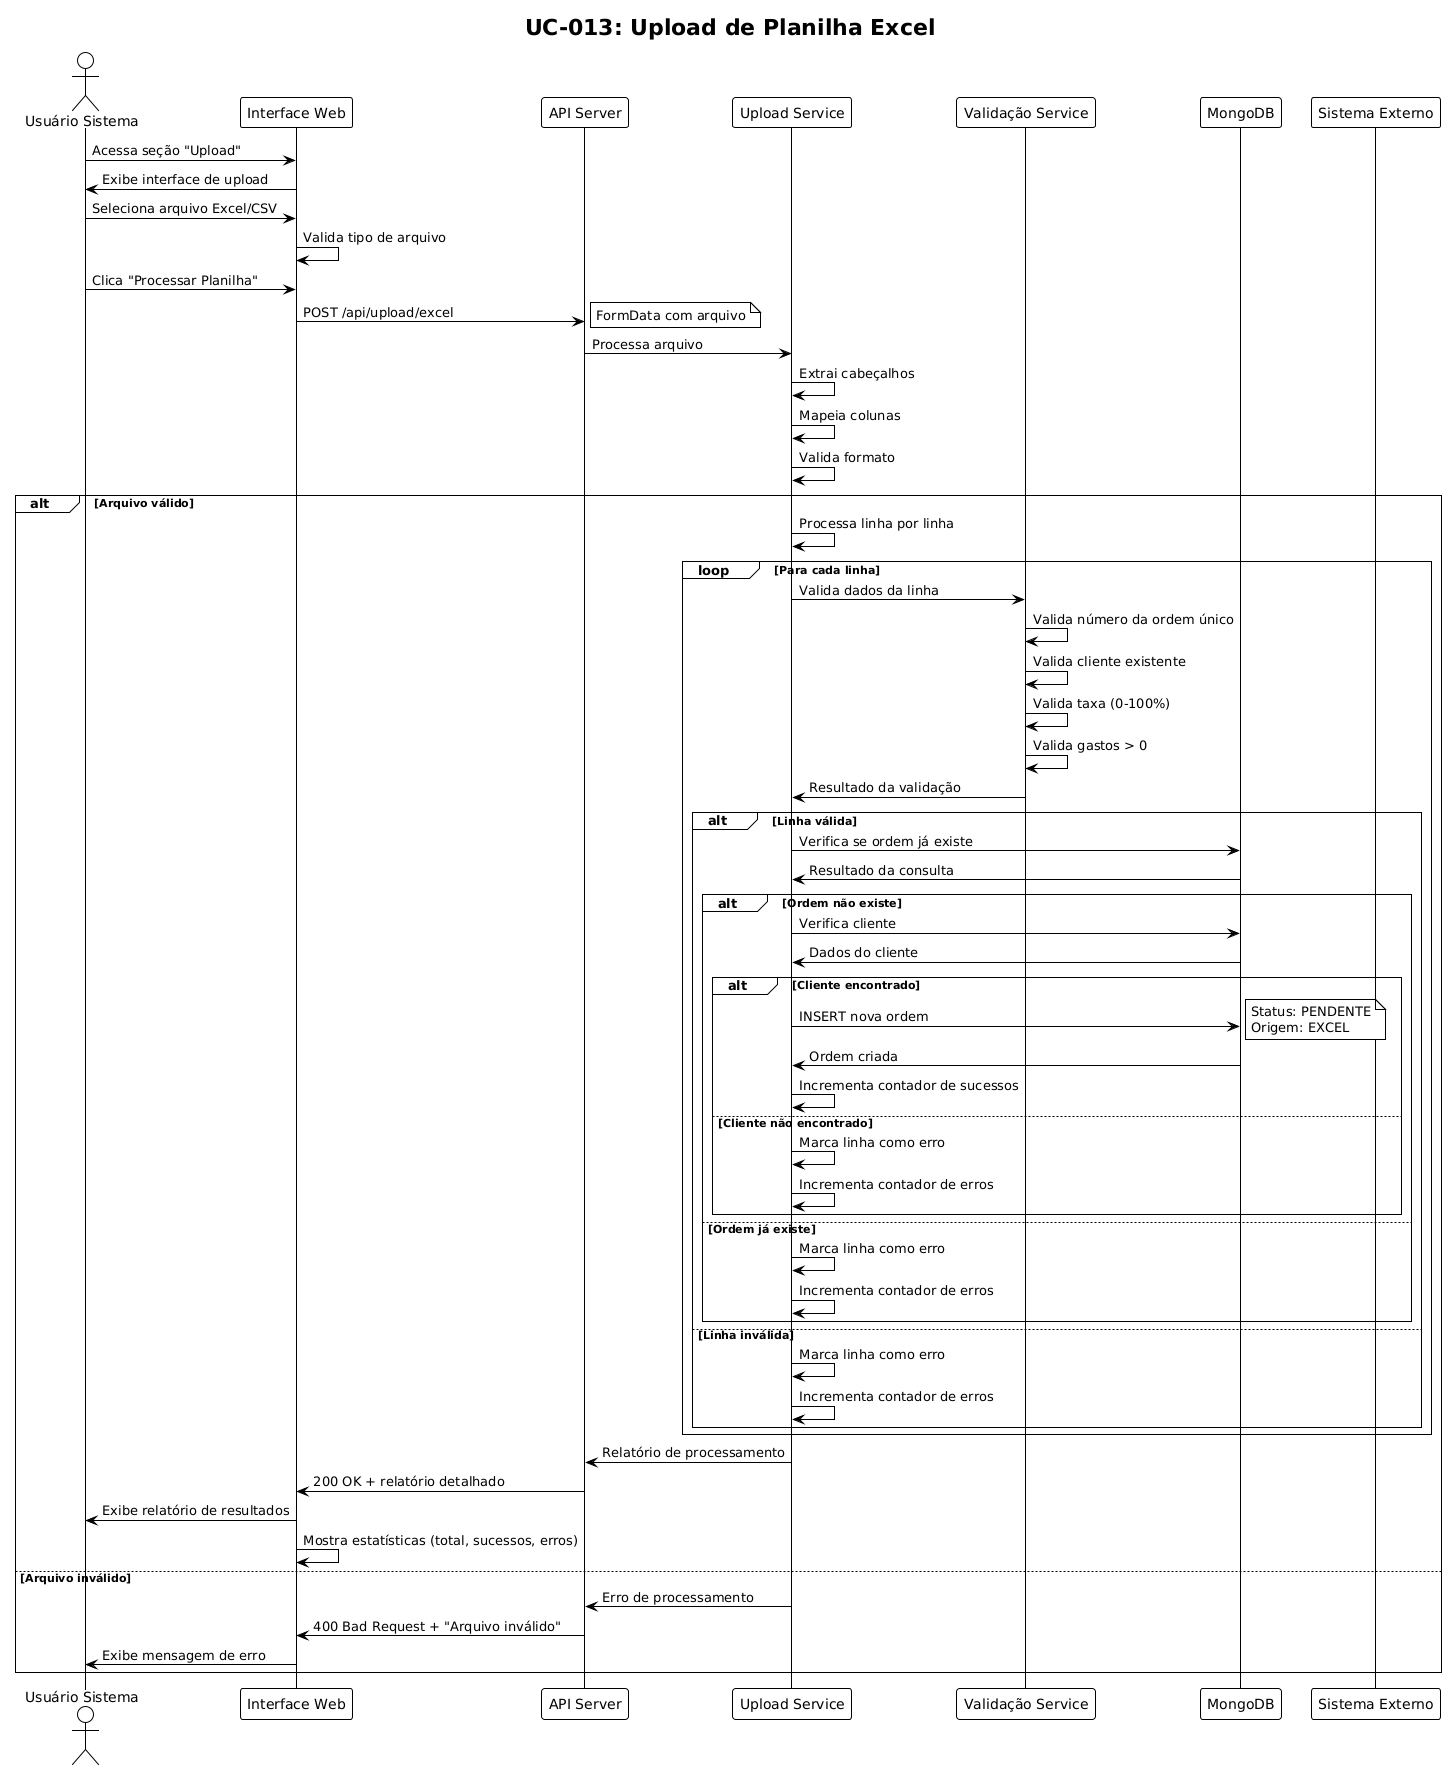 UC-013: Upload de Planilha Excel
Usuário Sistema
Interface Web
API Server
Upload Service
Validação Service
MongoDB
Sistema Externo
Acessa seção "Upload"
Exibe interface de upload
Seleciona arquivo Excel/CSV
Valida tipo de arquivo
Clica "Processar Planilha"
POST /api/upload/excel
FormData com arquivo
Processa arquivo
Extrai cabeçalhos
Mapeia colunas
Valida formato
alt [Arquivo válido]
Processa linha por linha
loop [Para cada linha]
Valida dados da linha
Valida número da ordem único
Valida cliente existente
Valida taxa (0-100%)
Valida gastos > 0
Resultado da validação
alt [Linha válida]
Verifica se ordem já existe
Resultado da consulta
alt [Ordem não existe]
Verifica cliente
Dados do cliente
alt [Cliente encontrado]
INSERT nova ordem
Status: PENDENTE
Origem: EXCEL
Ordem criada
Incrementa contador de sucessos
[Cliente não encontrado]
Marca linha como erro
Incrementa contador de erros
[Ordem já existe]
Marca linha como erro
Incrementa contador de erros
[Linha inválida]
Marca linha como erro
Incrementa contador de erros
Relatório de processamento
200 OK + relatório detalhado
Exibe relatório de resultados
Mostra estatísticas (total, sucessos, erros)
[Arquivo inválido]
Erro de processamento
400 Bad Request + "Arquivo inválido"
Exibe mensagem de erro
Usuário Sistema
Interface Web
API Server
Upload Service
Validação Service
MongoDB
Sistema Externo